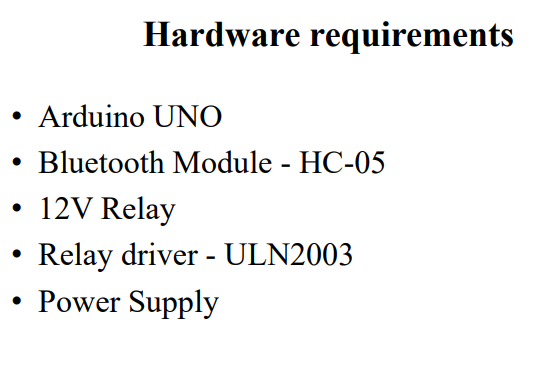 Hardware requirements
• Arduino UNO
• Bluetooth Module - HC-05
• 12V Relay
• Relay driver - ULN2003
• Power Supply